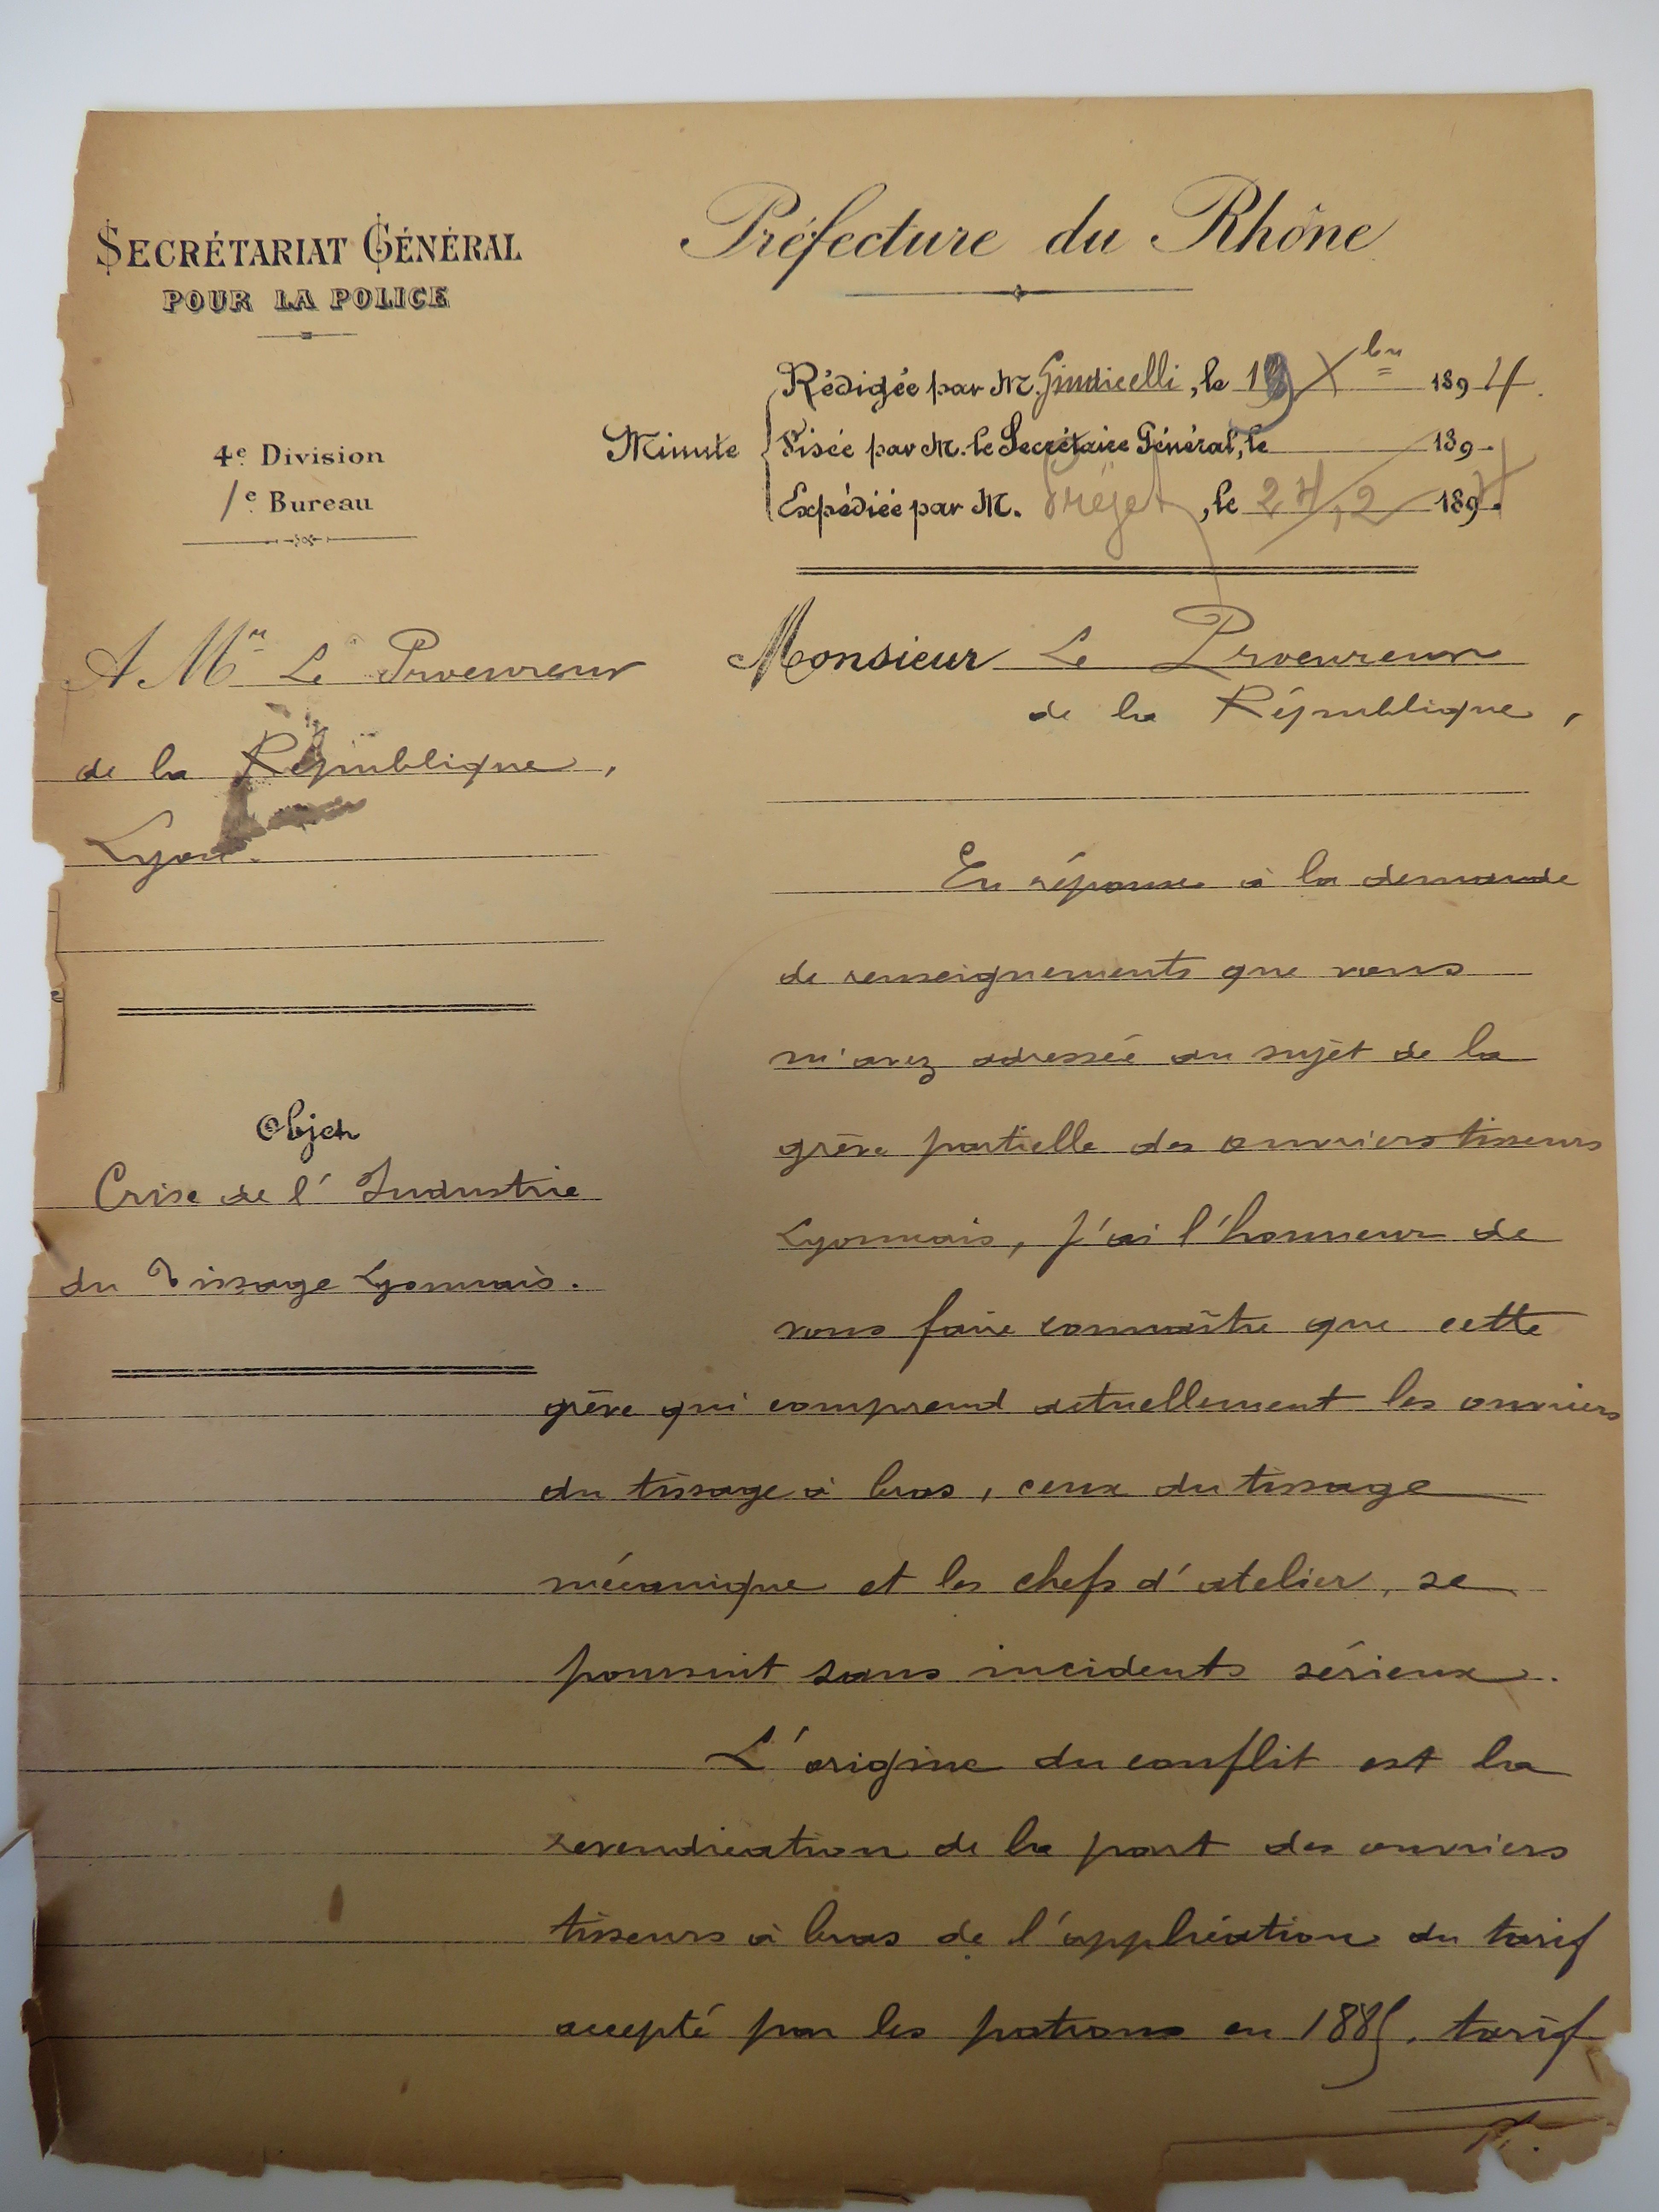 SECRÉTARIAT GÉNÉRAL
POUR LA POLICE
4e Division
1e Bureau
Préfecture du Rhône
Minute
Rédigée par M. Giudicelli, le 19 Xbre 1894.
Visée par M. le Secrétaire Général, le 189
Expédiée par M. Préfet, le 24/12 1894.
A Mr Le Procureur
de la République,
Lyon.
Objet
Crise de l'Industrie
du Tissage Lyonnais.
Monsieur Le Procureur
de la République,
En réponse à la demande
de renseignements que vous
m'avez adressée au sujet de la
grève partielle des ouvriers tisseurs
Lyonnais, j'ai l'honneur de
vous faire connaître que cette
grève qui comprend actuellement les ouvriers
du tissage à bras, ceux du tissage
mécanique et les chefs d'atelier, se
poursuit sans incidents sérieux.
L'origine du conflit est la
revendication de la part des ouvriers
tisseurs à bras de l'application du tarif
accepté par les patrons en 1885, tarif